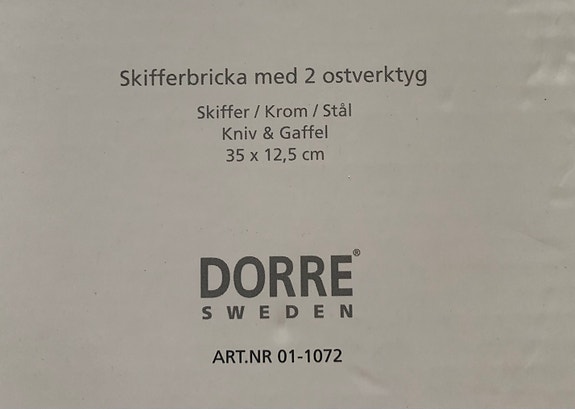 Skifferbricka med 2 ostverktyg
Skiffer / Krom / Stål
Kniv & Gaffel
35 x 12,5 cm
DORRE®
SWEDEN
ART.NR 01-1072